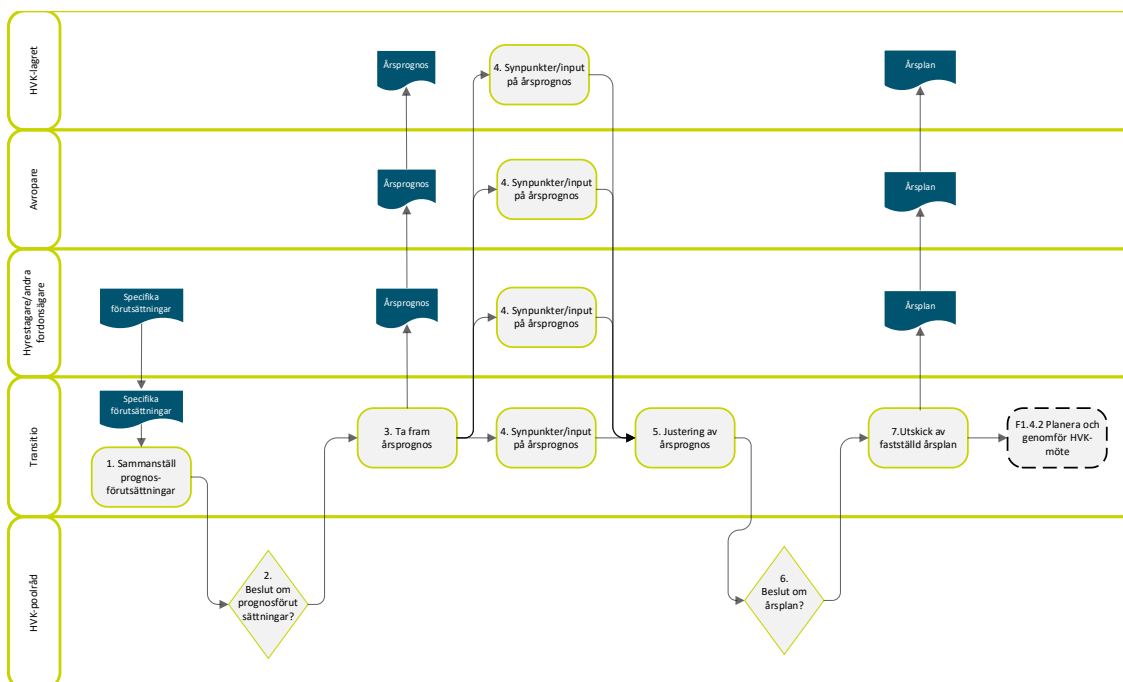 HVK-lagret
Årsprognos
4. Synpunkter/input
på årsprognos
Årsplan
Avropare
Årsprognos
4. Synpunkter/input
på årsprognos
Årsplan
Hyrestagare/andra
fordonsägare
Specifika
förutsättningar
Årsprognos
4. Synpunkter/input
på årsprognos
Årsplan
Transitio
Specifika
förutsättningar
1. Sammanställ
prognos-
förutsättningar
3. Ta fram
årsprognos
4. Synpunkter/input
på årsprognos
5. Justering av
årsprognos
7.Utskick av
fastställd årsplan
F1.4.2 Planera och
genomför HVK-
möte
HVK-poolråd
2.
Beslut om
prognosförut
sättningar?
6.
Beslut om
årsplan?